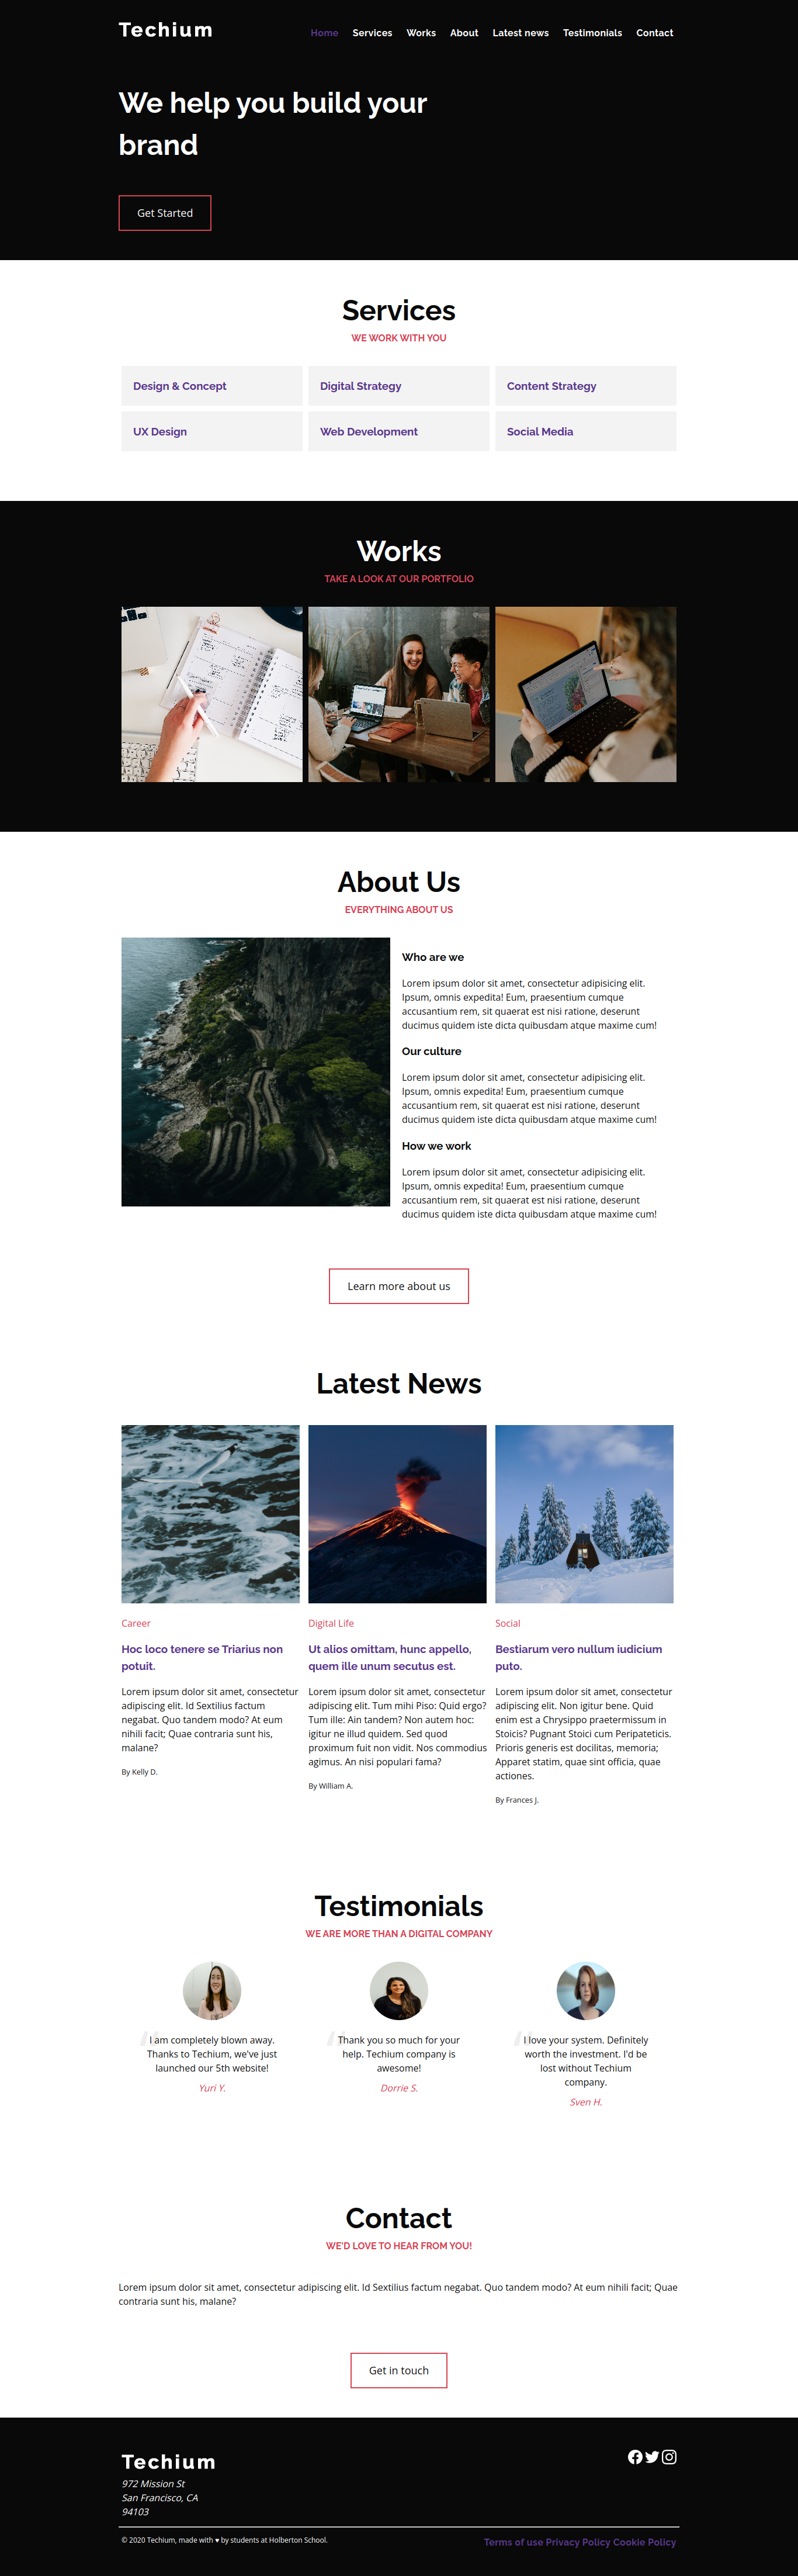 Techium
Home Services Works About Latest news Testimonials Contact
We help you build your
brand
Get Started
Services
WE WORK WITH YOU
Design & Concept
Digital Strategy
Content Strategy
UX Design
Web Development
Social Media
Works
TAKE A LOOK AT OUR PORTFOLIO
About Us
EVERYTHING ABOUT US
Who are we
Lorem ipsum dolor sit amet, consectetur adipisicing elit.
Ipsum, omnis expedita! Eum, praesentium cumque
accusantium rem, sit quaerat est nisi ratione, deserunt
ducimus quidem iste dicta quibusdam atque maxime cum!
Our culture
Lorem ipsum dolor sit amet, consectetur adipisicing elit.
Ipsum, omnis expedita! Eum, praesentium cumque
accusantium rem, sit quaerat est nisi ratione, deserunt
ducimus quidem iste dicta quibusdam atque maxime cum!
How we work
Lorem ipsum dolor sit amet, consectetur adipisicing elit.
Ipsum, omnis expedita! Eum, praesentium cumque
accusantium rem, sit quaerat est nisi ratione, deserunt
ducimus quidem iste dicta quibusdam atque maxime cum!
Learn more about us
Latest News
Career
Hoc loco tenere se Triarius non
potuit.
Lorem ipsum dolor sit amet, consectetur
adipiscing elit. Id Sextilius factum
negabat. Quo tandem modo? At eum
nihili facit; Quae contraria sunt his,
malane?
By Kelly D.
Digital Life
Ut alios omittam, hunc appello,
quem ille unum secutus est.
Lorem ipsum dolor sit amet, consectetur
adipiscing elit. Tum mihi Piso: Quid ergo?
Tum ille: Ain tandem? Non autem hoc:
igitur ne illud quidem. Sed quod
proximum fuit non vidit. Nos commodius
agimus. An nisi populari fama?
By William A.
Social
Bestiarum vero nullum iudicium
puto.
Lorem ipsum dolor sit amet, consectetur
adipiscing elit. Non igitur bene. Quid
enim est a Chrysippo praetermissum in
Stoicis? Pugnant Stoici cum Peripateticis.
Prioris generis est docilitas, memoria;
Apparet statim, quae sint officia, quae
actiones.
By Frances J.
Testimonials
WE ARE MORE THAN A DIGITAL COMPANY
I am completely blown away.
Thanks to Techium, we've just
launched our 5th website!
Yuri Y.
Thank you so much for your
help. Techium company is
awesome!
Dorrie S.
I love your system. Definitely
worth the investment. I'd be
lost without Techium
company.
Sven H.
Contact
WE'D LOVE TO HEAR FROM YOU!
Lorem ipsum dolor sit amet, consectetur adipiscing elit. Id Sextilius factum negabat. Quo tandem modo? At eum nihili facit; Quae
contraria sunt his, malane?
Get in touch
Techium
972 Mission St
San Francisco, CA
94103
© 2020 Techium, made with ♥ by students at Holberton School.
Terms of use Privacy Policy Cookie Policy